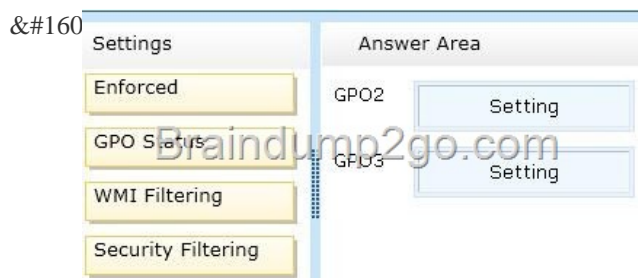 &#160
Settings
Answer Area
Enforced
GPO2
Setting
GPO Status
Braindump2go.com
GPO3
Setting
WMI Filtering
Security Filtering